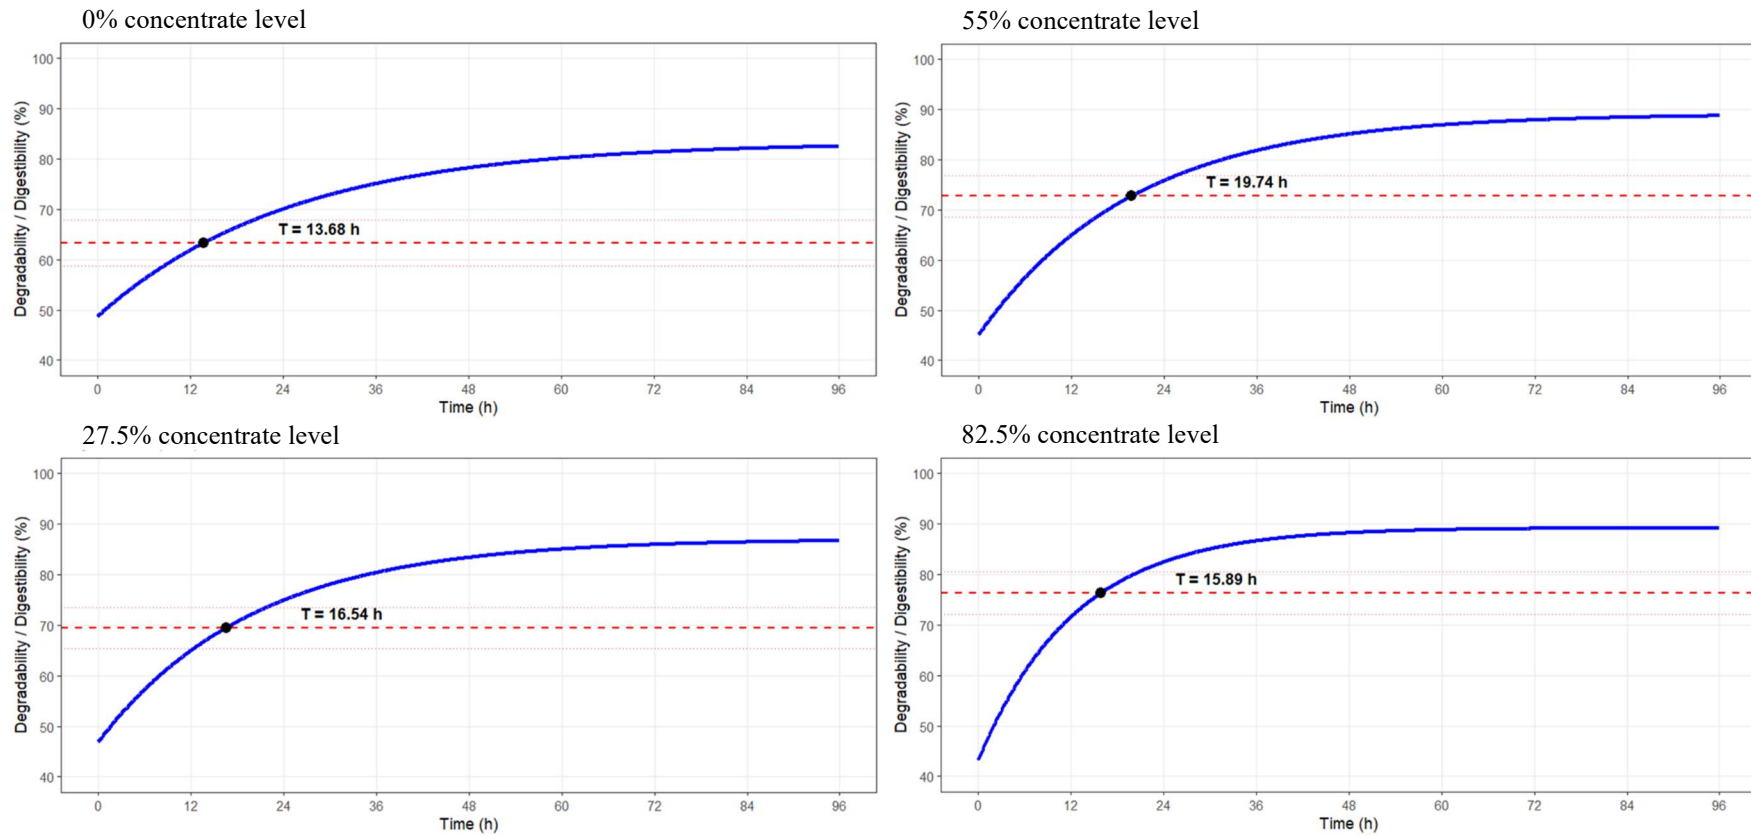 0% concentrate level
Degradability / Digestibility (%)
100
90
80
70
60
50
40
T = 13.68 h
0 12 24 36 48 60 72 84 96
Time (h)
55% concentrate level
Degradability / Digestibility (%)
100
90
80
70
60
50
40
T = 19.74 h
0 12 24 36 48 60 72 84 96
Time (h)
27.5% concentrate level
Degradability / Digestibility (%)
100
90
80
70
60
50
40
T = 16.54 h
0 12 24 36 48 60 72 84 96
Time (h)
82.5% concentrate level
Degradability / Digestibility (%)
100
90
80
70
60
50
40
T = 15.89 h
0 12 24 36 48 60 72 84 96
Time (h)